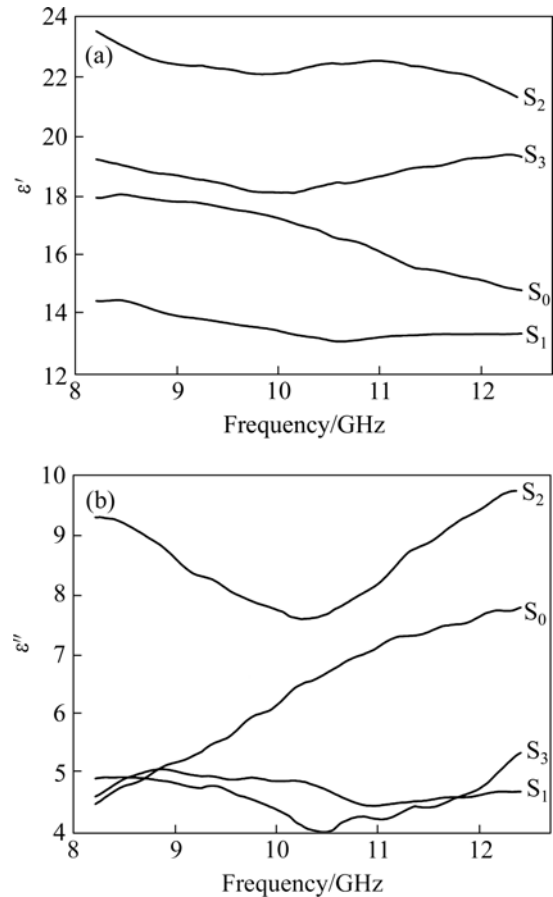 24
(a)
22
S2
20
S3
ε′
18
16
S0
14
S1
12
8 9 10 11 12
Frequency/GHz
10
(b)
S2
9
8
S0
ε″
7
6
S3
5
S1
4
8 9 10 11 12
Frequency/GHz